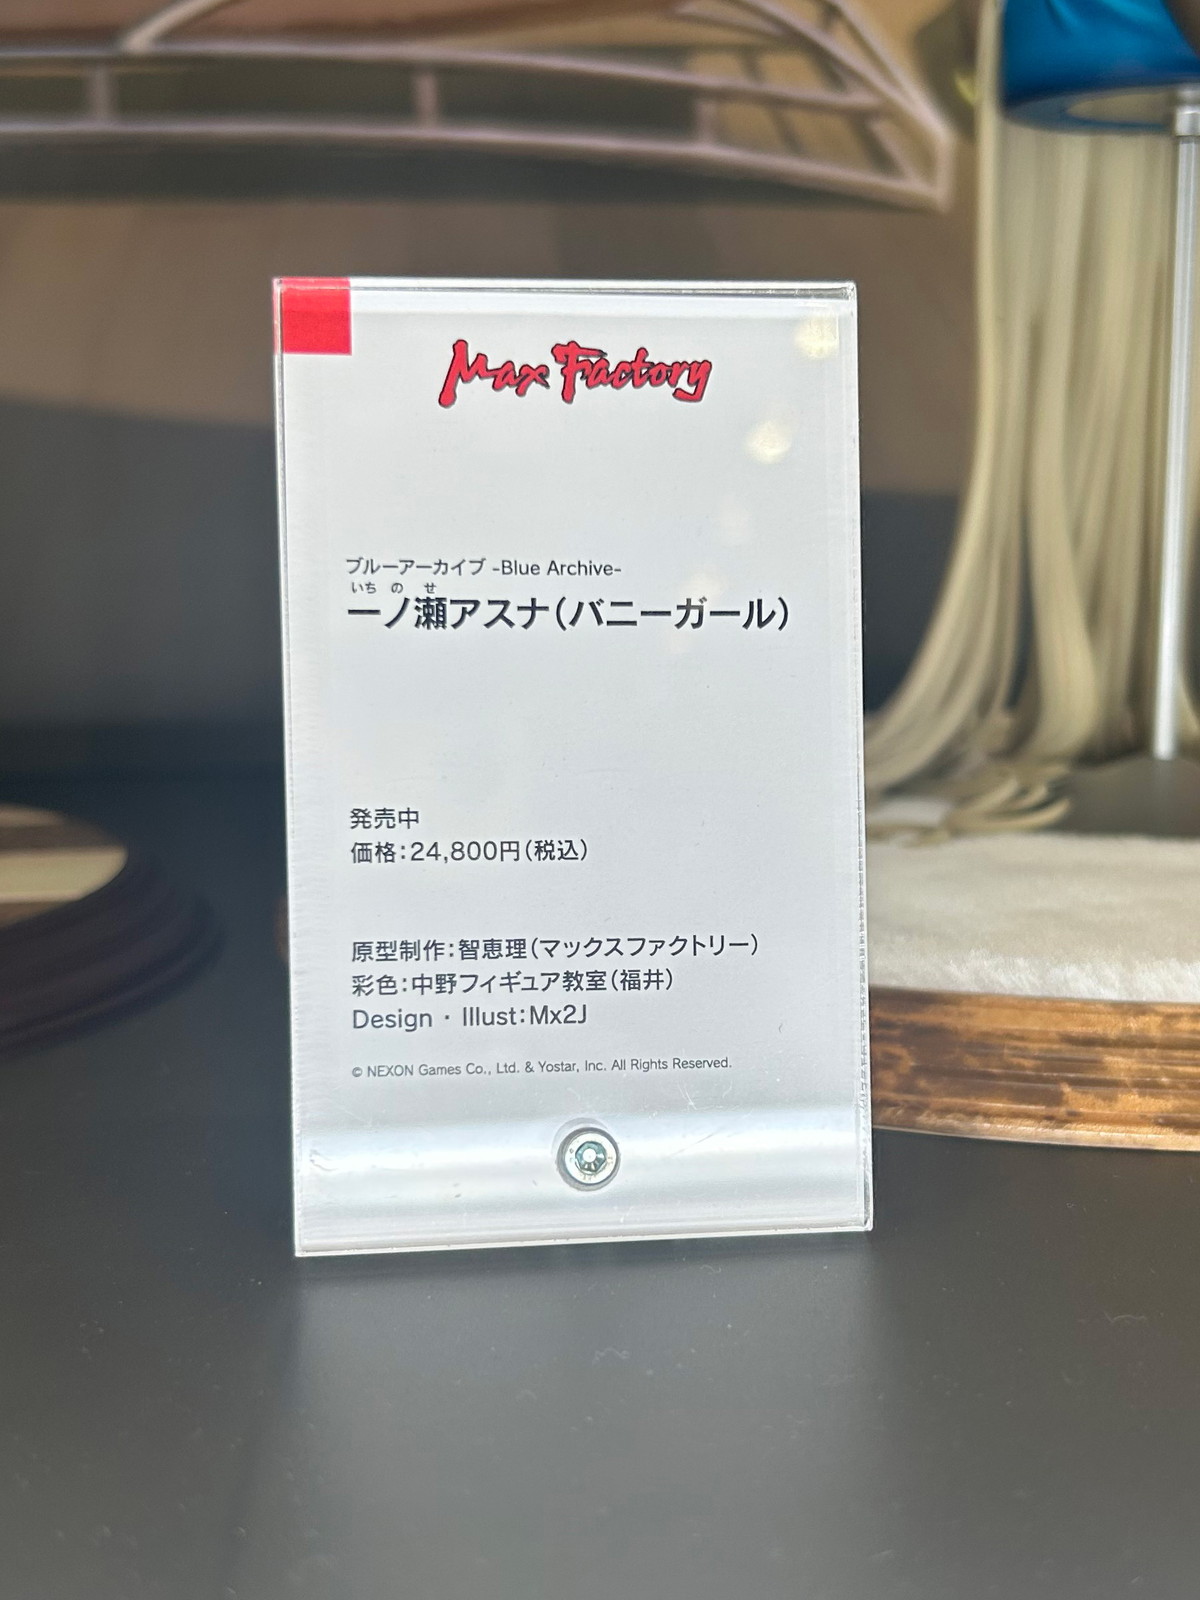 Max Factory
ブルーアーカイブ -Blue Archive-
いち の せ
一ノ瀬アスナ(バニーガール)
発売中
価格:24,800円(税込)
原型制作:智恵理(マックスファクトリー)
彩色:中野フィギュア教室(福井)
Design・Illust:Mx2J
© NEXON Games Co., Ltd. & Yostar, Inc. All Rights Reserved.